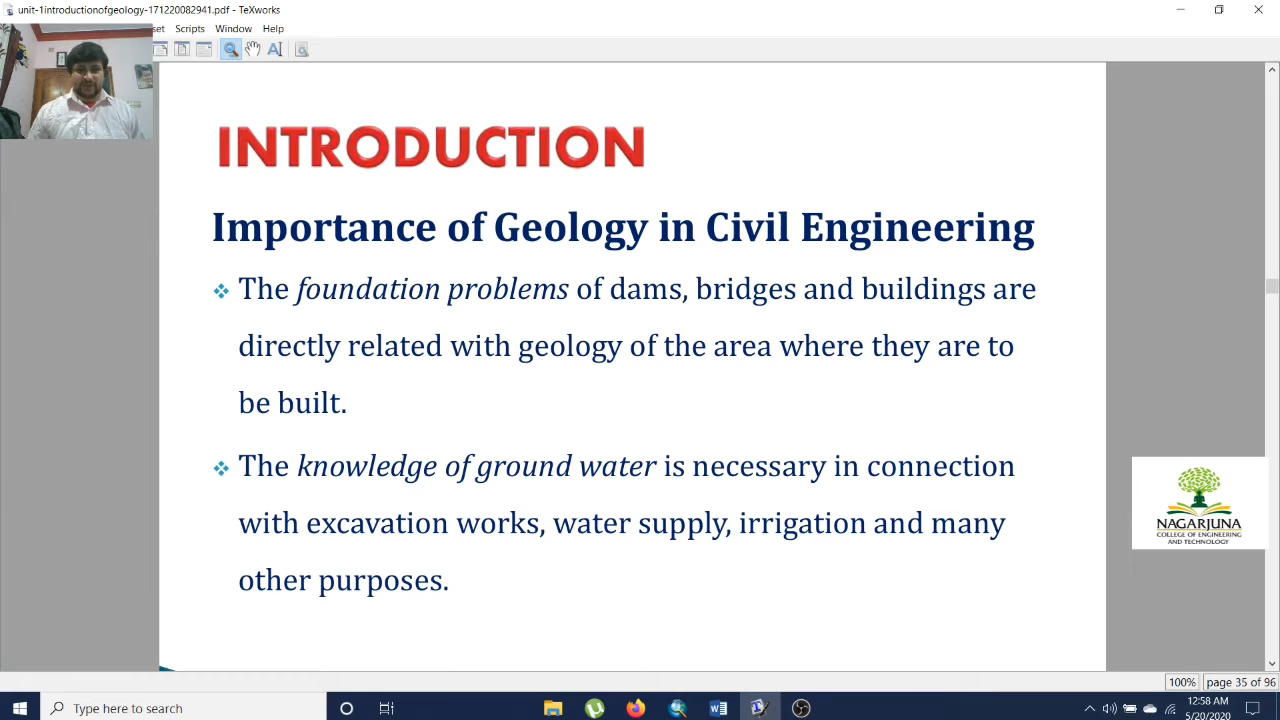 unit-1introductionofgeology-171220082941.pdf - TeXworks
set Scripts Window Help
INTRODUCTION
Importance of Geology in Civil Engineering
The foundation problems of dams, bridges and buildings are
directly related with geology of the area where they are to
be built.
The knowledge of ground water is necessary in connection
with excavation works, water supply, irrigation and many
other purposes.
NAGARJUNA
COLLEGE OF ENGINEERING
AND TECHNOLOGY
100% page 35 of 96
Type here to search
12:58 AM
5/20/2020